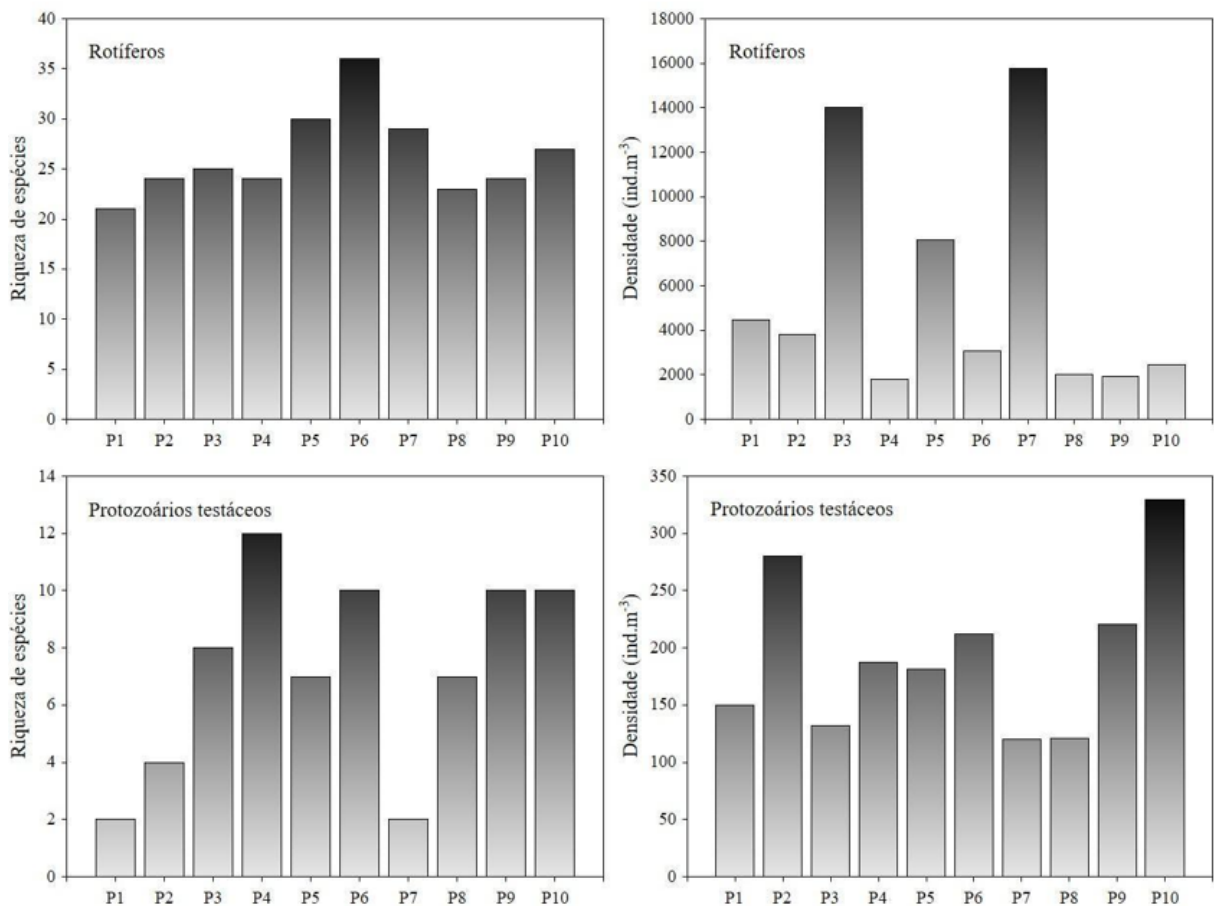 Rotíferos
Riqueza de espécies
40
35
30
25
20
15
10
5
0
P1 P2 P3 P4 P5 P6 P7 P8 P9 P10
Rotíferos
Densidade (ind.m-3)
18000
16000
14000
12000
10000
8000
6000
4000
2000
0
P1 P2 P3 P4 P5 P6 P7 P8 P9 P10
Protozoários testáceos
Riqueza de espécies
14
12
10
8
6
4
2
0
P1 P2 P3 P4 P5 P6 P7 P8 P9 P10
Protozoários testáceos
Densidade (ind.m-3)
350
300
250
200
150
100
50
0
P1 P2 P3 P4 P5 P6 P7 P8 P9 P10